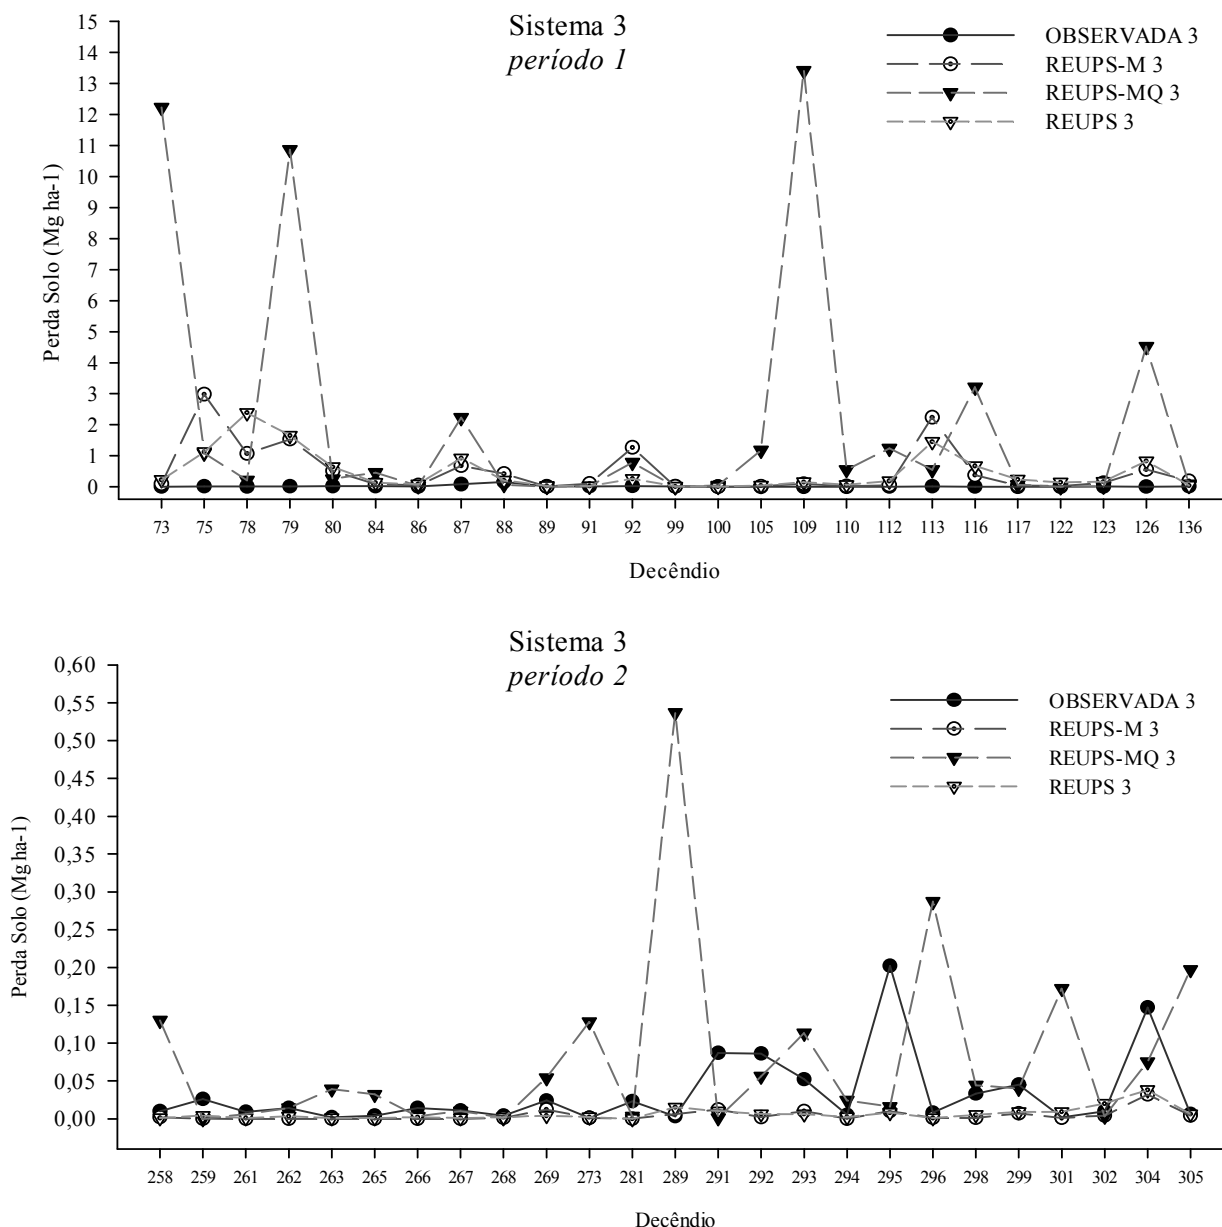 Sistema 3
período 1
OBSERVADA 3
REUPS-M 3
REUPS-MQ 3
REUPS 3
Perda Solo (Mg ha-1)
15
14
13
12
11
10
9
8
7
6
5
4
3
2
1
0
73 75 78 79 80 84 86 87 88 89 91 92 99 100 105 109 110 112 113 116 117 122 123 126 136
Decêndio
Sistema 3
período 2
OBSERVADA 3
REUPS-M 3
REUPS-MQ 3
REUPS 3
Perda Solo (Mg ha-1)
0,60
0,55
0,50
0,45
0,40
0,35
0,30
0,25
0,20
0,15
0,10
0,05
0,00
258 259 261 262 263 265 266 267 268 269 273 281 289 291 292 293 294 295 296 298 299 301 302 304 305
Decêndio